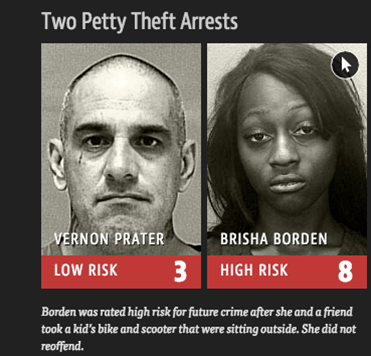 Two Petty Theft Arrests
VERNON PRATER
BRISHA BORDEN
LOW RISK 3
HIGH RISK 8
Borden was rated high risk for future crime after she and a friend
took a kid's bike and scooter that were sitting outside. She did not
reoffend.